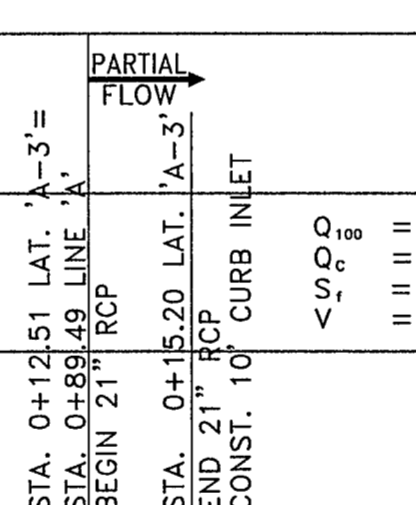 PARTIAL
FLOW
STA. 0+12.51 LAT. 'A-3'=
STA. 0+89.49 LINE 'A'
BEGIN 21" RCP
STA. 0+15.20 LAT. 'A-3'
END 21" RCP
CONST. 10' CURB INLET
Q100 =
Qc =
Sf =
V =